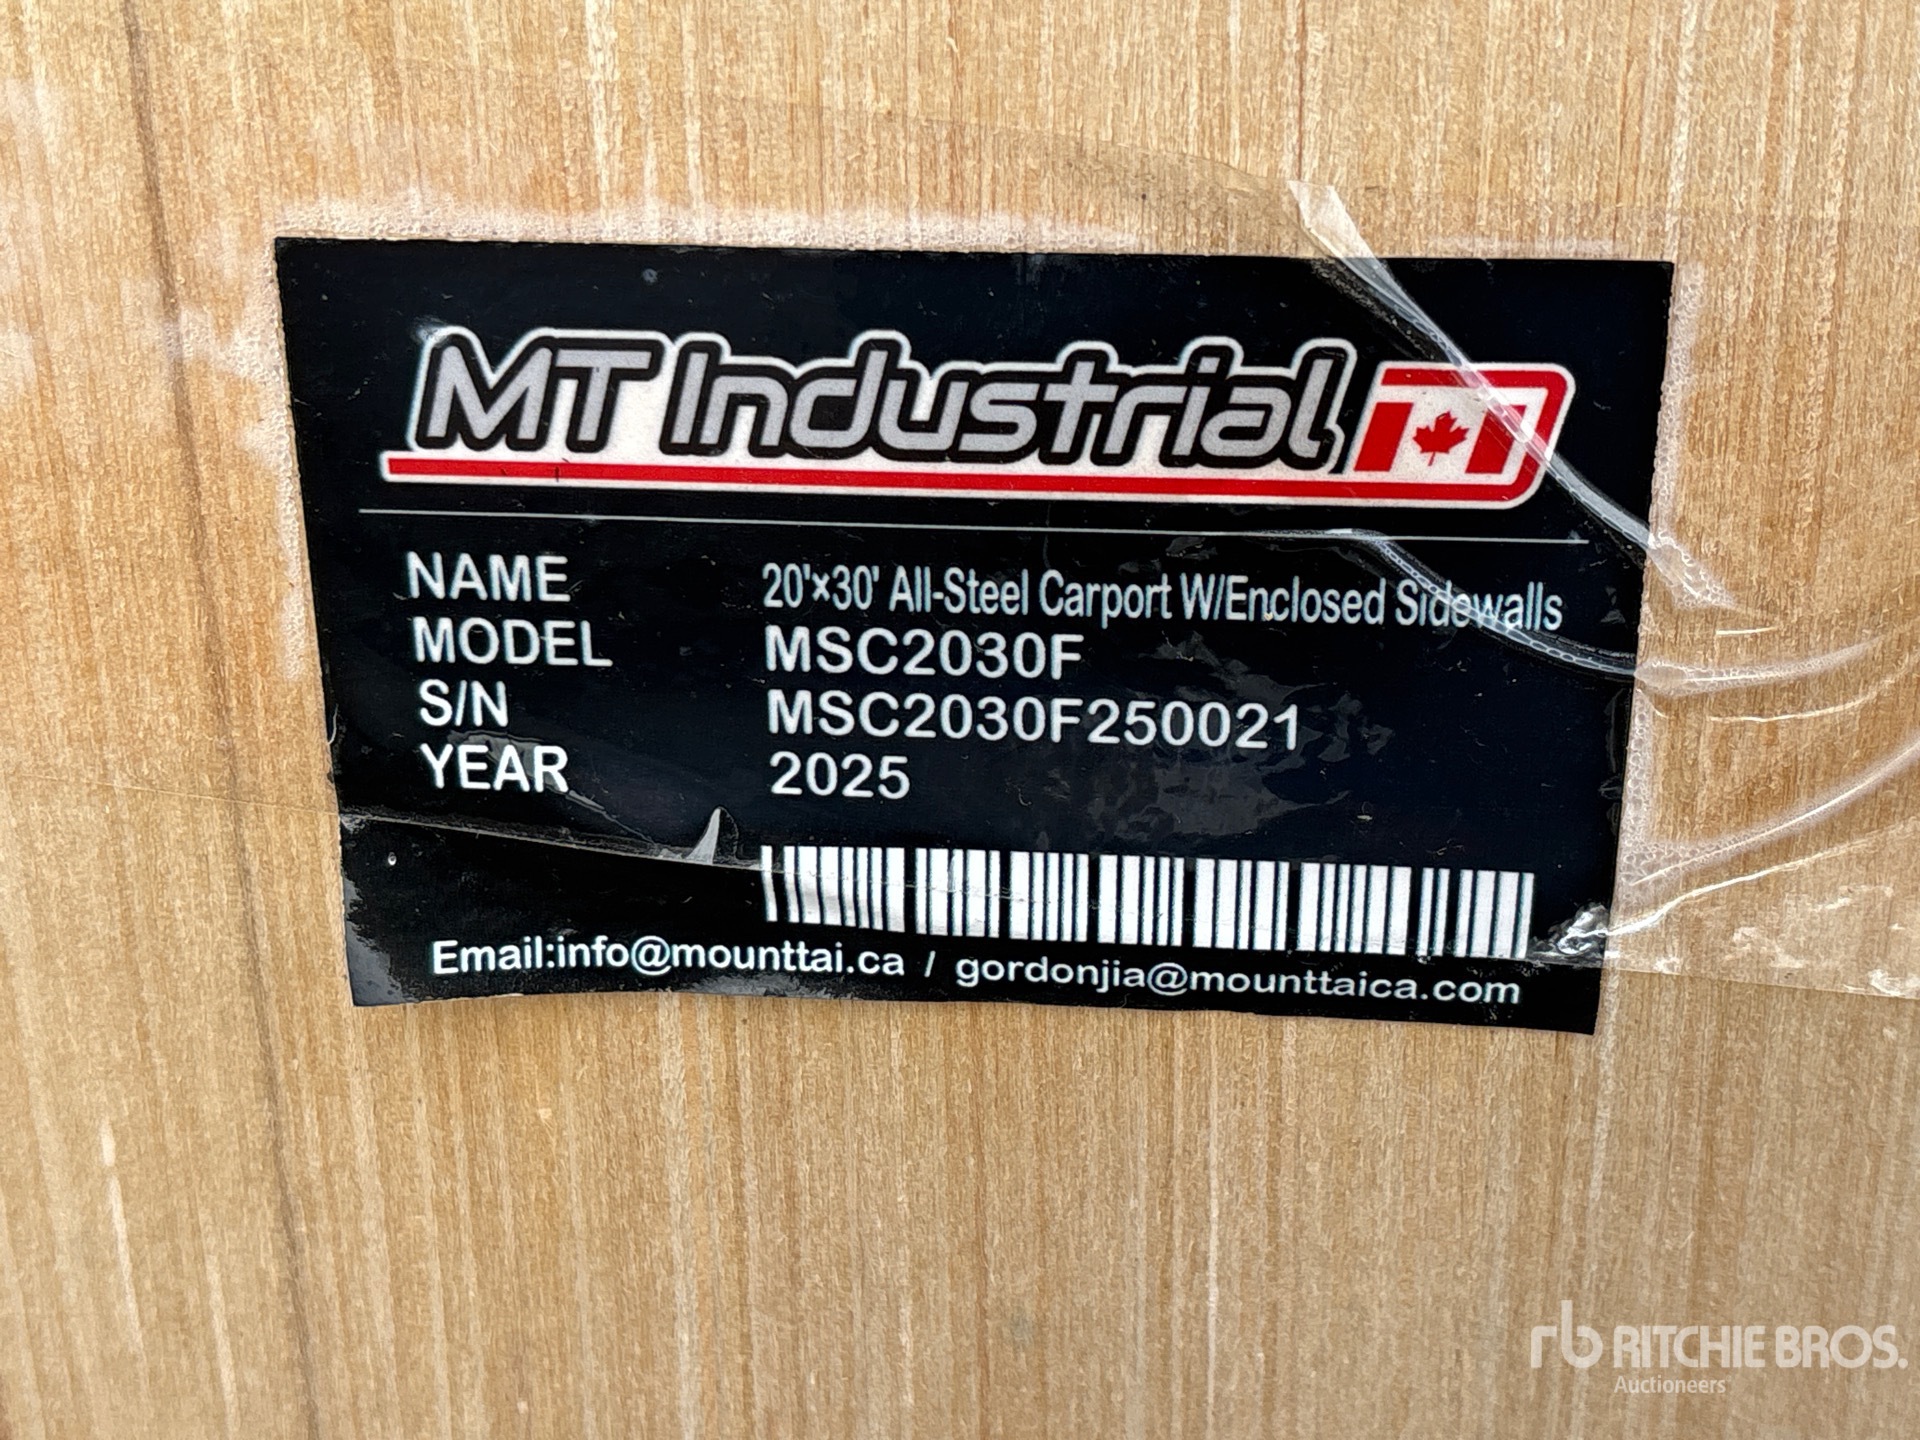 MT Industrial
NAME 20'×30' All-Steel Carport W/Enclosed Sidewalls
MODEL MSC2030F
S/N MSC2030F250021
YEAR 2025
Email:info@mounttai.ca / gordonjia@mounttaica.com
rb RITCHIE BROS.
Auctioneers